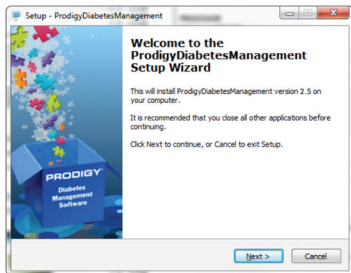 Setup - ProdigyDiabetesManagement
Welcome to the
ProdigyDiabetesManagement
Setup Wizard
This will install ProdigyDiabetesManagement version 2.5 on
your computer.
It is recommended that you close all other applications before
continuing.
Click Next to continue, or Cancel to exit Setup.
PRODIGY
Diabetes
Management
Software
Next >
Cancel